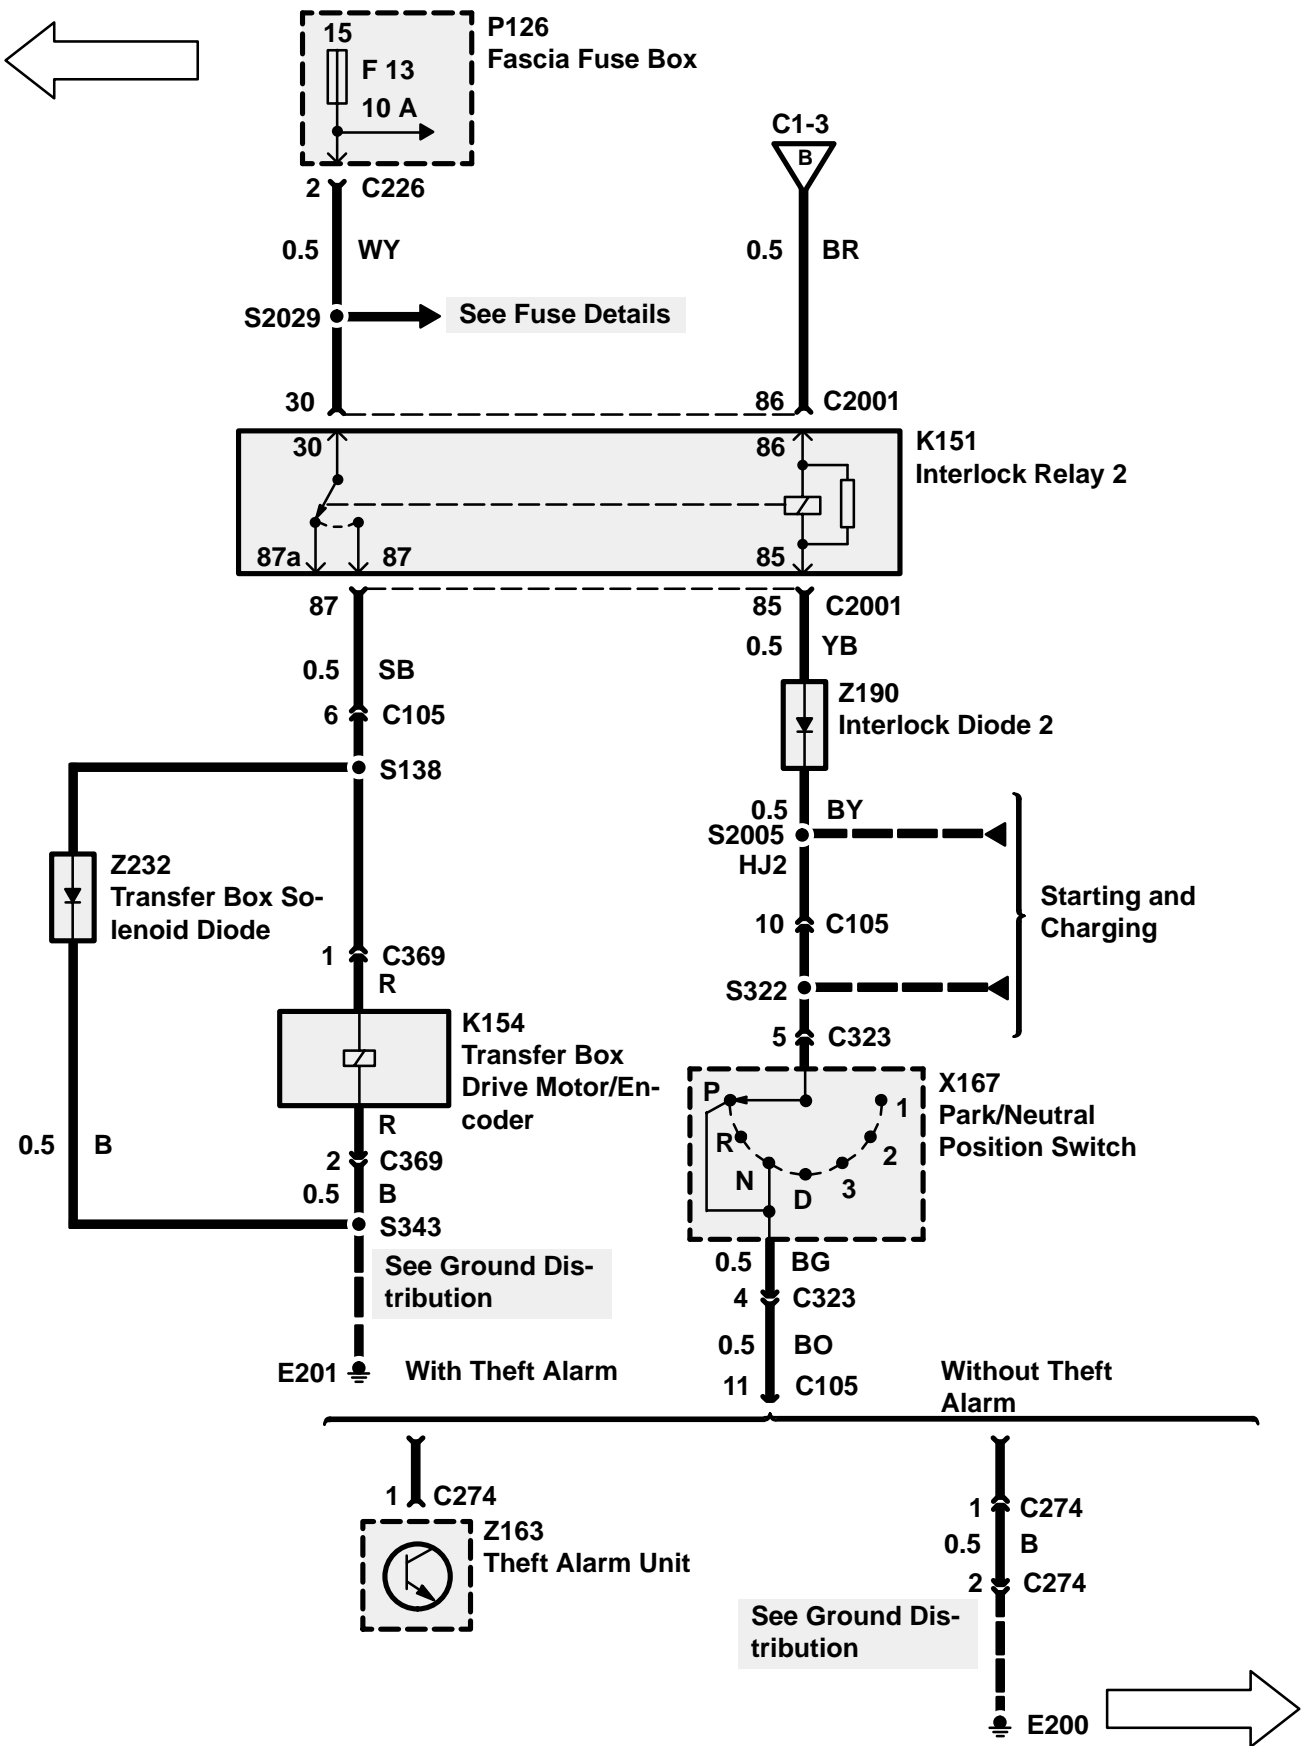 15
F 13
10 A
P126
Fascia Fuse Box
C1-3
B
2 C226
0.5 WY
0.5 BR
S2029
See Fuse Details
30
86 C2001
30
86
K151
Interlock Relay 2
87a
87
85
87
85 C2001
0.5 SB
0.5 YB
6 C105
Z190
Interlock Diode 2
S138
0.5 BY
S2005
HJ2
Z232
Transfer Box So-
lenoid Diode
10 C105
Starting and
Charging
1 C369
R
S322
5 C323
K154
Transfer Box
Drive Motor/En-
coder
X167
Park/Neutral
Position Switch
P
R
N
D
3
2
1
0.5 B
R
2 C369
0.5 B
S343
See Ground Dis-
tribution
0.5 BG
4 C323
0.5 BO
11 C105
E201
With Theft Alarm
Without Theft
Alarm
1 C274
Z163
Theft Alarm Unit
1 C274
0.5 B
2 C274
See Ground Dis-
tribution
E200